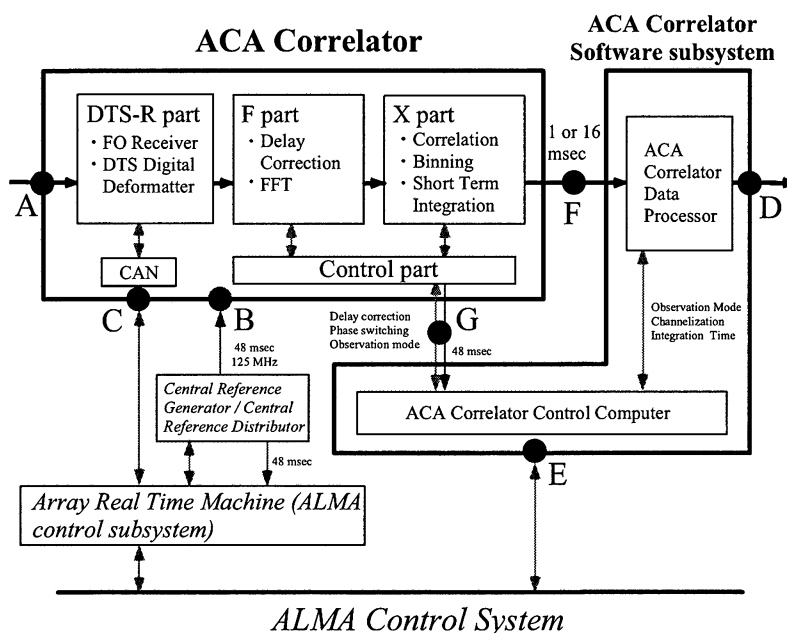 ACA Correlator
ACA Correlator
Software subsystem
DTS-R part
· FO Receiver
· DTS Digital
Deformatter
F part
· Delay
Correction
· FFT
X part
· Correlation
· Binning
· Short Term
Integration
1 or 16
msec
ACA
Correlator
Data
Processor
A
F
D
CAN
Control part
C
B
G
Delay correction
Phase switching
Observation mode
48 msec
Observation Mode
Channelization
Integration Time
48 msec
125 MHz
Central Reference
Generator / Central
Reference Distributor
ACA Correlator Control Computer
48 msec
E
Array Real Time Machine (ALMA
control subsystem)
ALMA Control System